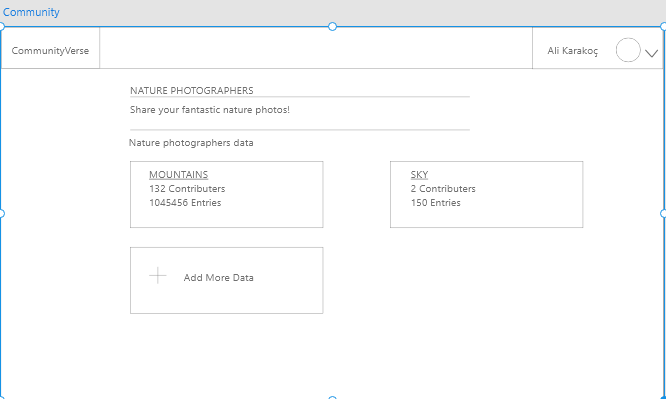 Community
CommunityVerse
Ali Karakoç
NATURE PHOTOGRAPHERS
Share your fantastic nature photos!
Nature photographers data
MOUNTAINS
132 Contributers
1045456 Entries
SKY
2 Contributers
150 Entries
Add More Data